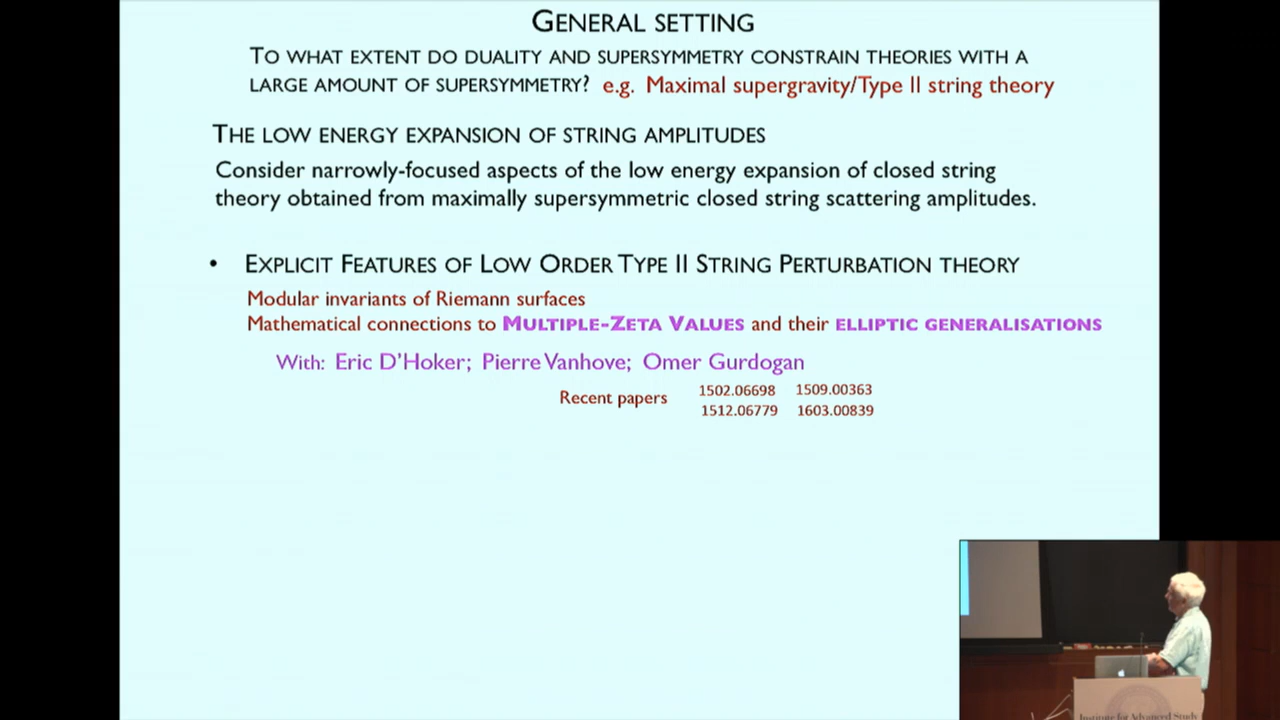 GENERAL SETTING
TO WHAT EXTENT DO DUALITY AND SUPERSYMMETRY CONSTRAIN THEORIES WITH A
LARGE AMOUNT OF SUPERSYMMETRY? e.g. Maximal supergravity/Type II string theory
THE LOW ENERGY EXPANSION OF STRING AMPLITUDES
Consider narrowly-focused aspects of the low energy expansion of closed string
theory obtained from maximally supersymmetric closed string scattering amplitudes.
• EXPLICIT FEATURES OF LOW ORDER TYPE II STRING PERTURBATION THEORY
Modular invariants of Riemann surfaces
Mathematical connections to MULTIPLE-ZETA VALUES and their ELLIPTIC GENERALISATIONS
With: Eric D'Hoker; Pierre Vanhove; Omer Gurdogan
Recent papers 1502.06698 1509.00363
1512.06779 1603.00839
Institute for Advanced Study